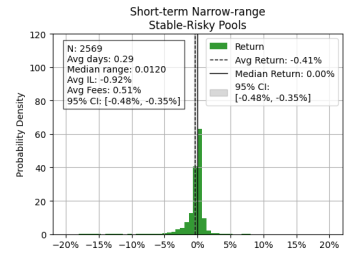 Short-term Narrow-range
Stable-Risky Pools
N: 2569
Avg days: 0.29
Median range: 0.0120
Avg IL: -0.92%
Avg Fees: 0.51%
95% CI: [-0.48%, -0.35%]
Return
Avg Return: -0.41%
Median Return: 0.00%
95% CI:
[-0.48%, -0.35%]
Probability Density
120
100
80
60
40
20
0
−20% −15% −10% −5% 0% 5% 10% 15% 20%